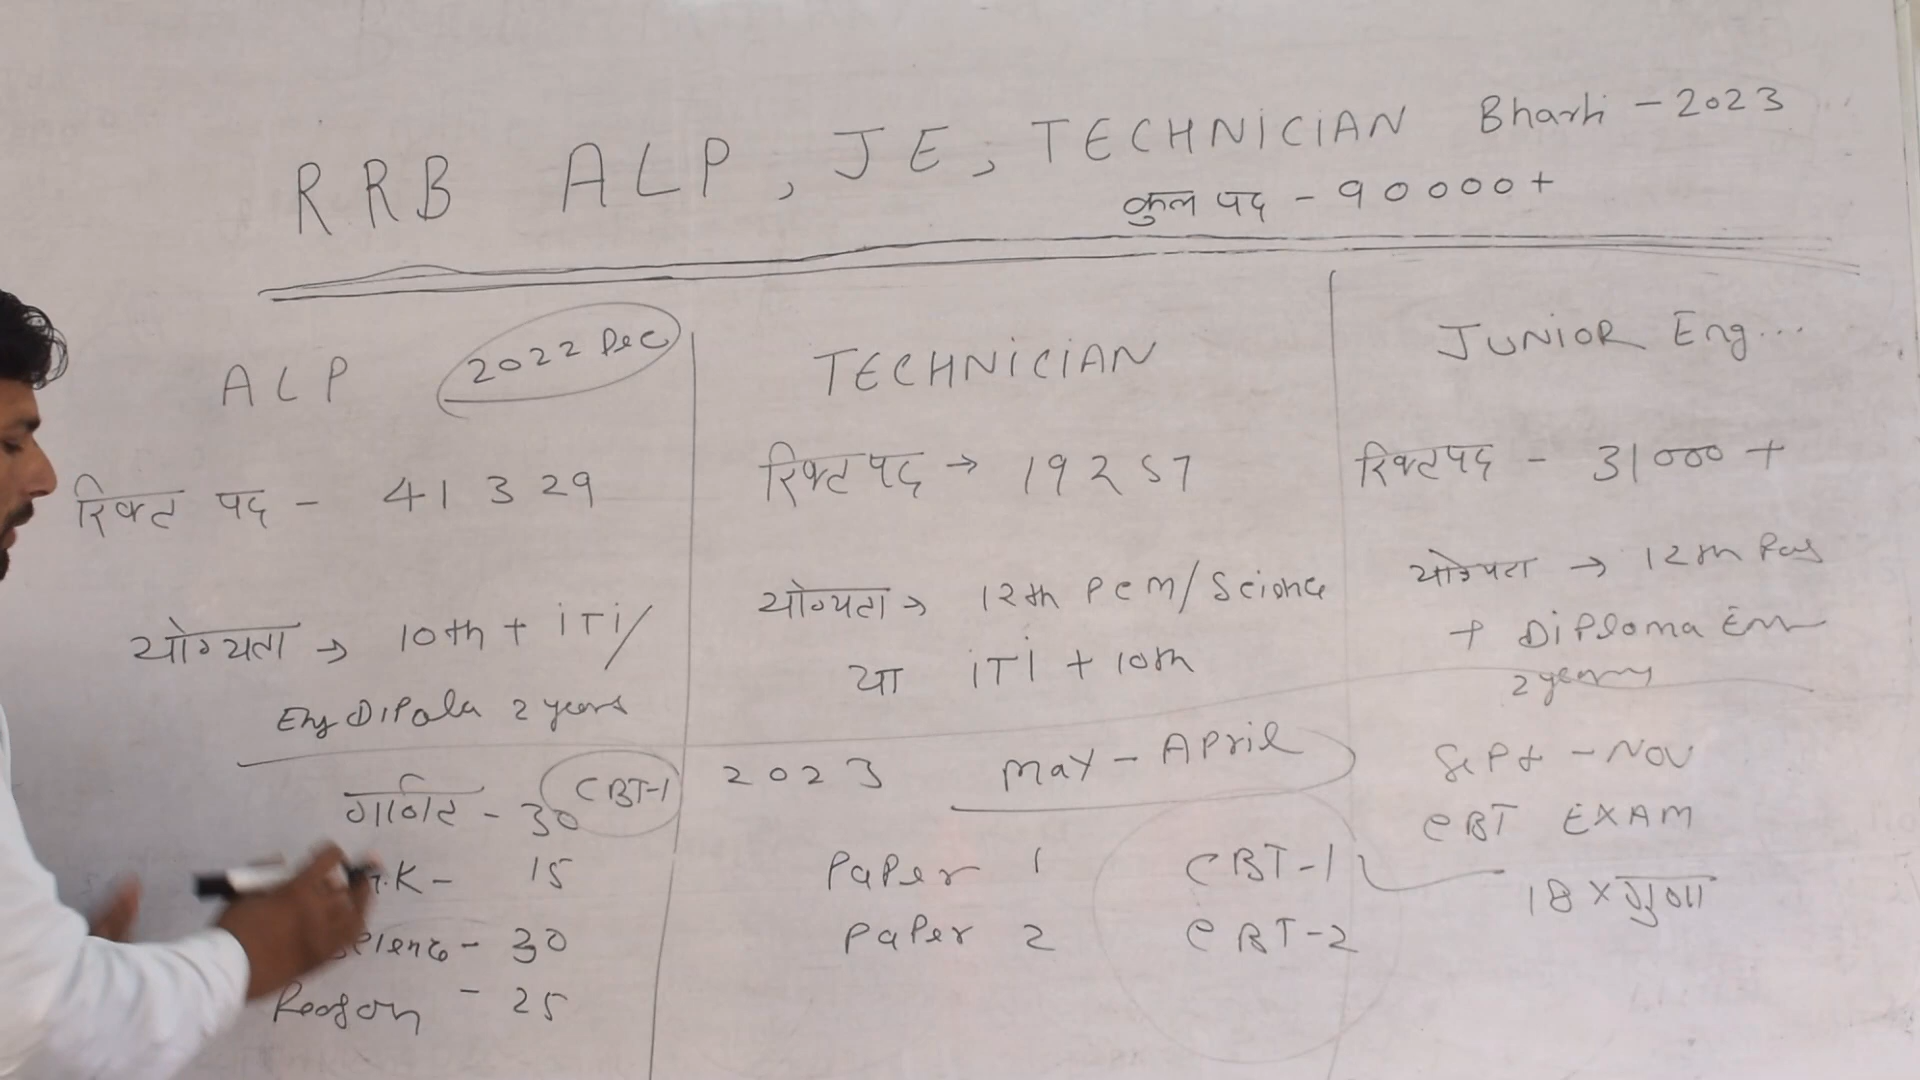 RRB ALP, JE, TECHNICIAN Bharti - 2023
कुल पद - 90000+
ALP 2022 Dec
रिक्ट पद - 41329
योग्यता → 10th + iTi/
Eng DiPola 2 years
गणित - 30 CBT-1
G.K - 15
Science - 30
Reason - 25
TECHNICIAN
रिक्ट पद → 19257
योग्यता → 12th PCM/Science
या iTi + 10th
2023 MAY - APril
PaPer 1 CBT-1
PaPer 2 CBT-2
JUNIOR Eng...
रिक्ट पद - 31000+
योग्यता → 12th Pas
+ DiPloma Em
2 years
SePt - NOV
CBT EXAM
18 x गुणा